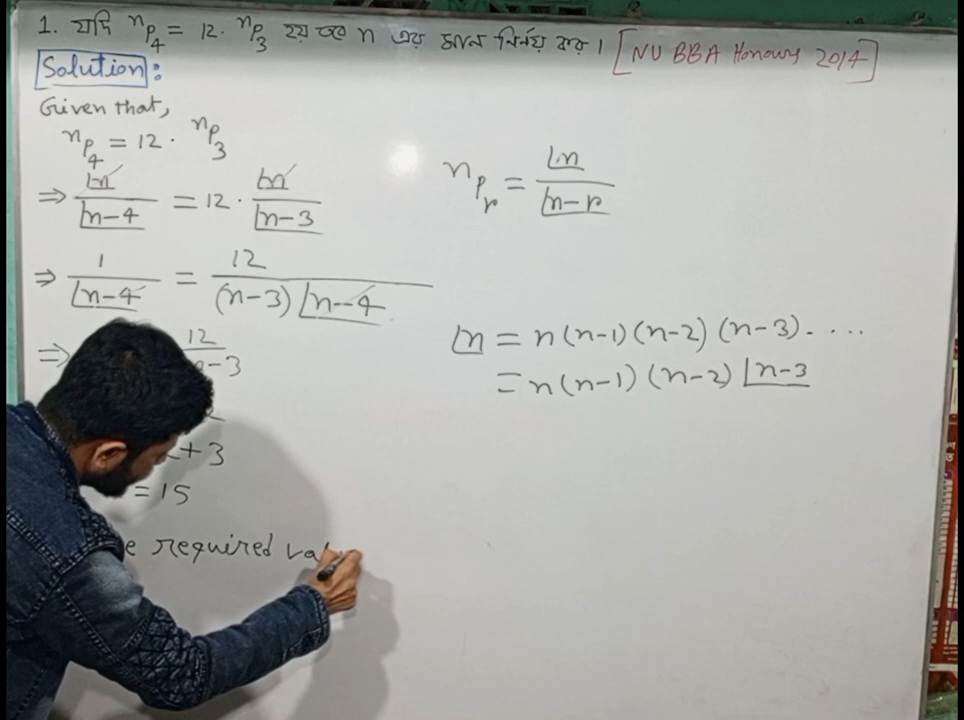 1. যদি ⁿP₄ = 12 · ⁿP₃ হয় তবে n এর মান নির্ণয় কর। [NU BBA Honours 2014]
Solution:
Given that,
ⁿP₄ = 12 · ⁿP₃
⇒ |n / |n-4 = 12 · |n / |n-3
⇒ 1 / |n-4 = 12 / (n-3) |n-4
⇒ 12 / -3
+3
= 15
e required val
ⁿPᵣ = |n / |n-r
|n = n (n-1) (n-2) (n-3) · ...
= n (n-1) (n-2) |n-3